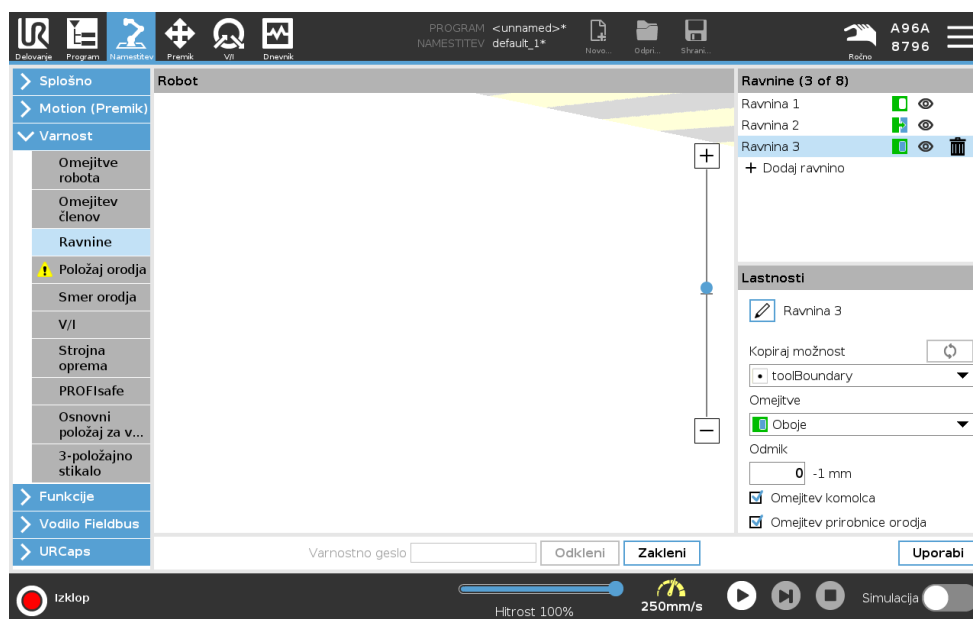 PROGRAM <unnamed>*
NAMESTITEV default_1*
Delovanje
Program
Namestitev
Premik
V/I
Dnevnik
Novo...
Odpri...
Shrani...
Ročno
A96A
8796
Splošno
Motion (Premik)
Varnost
Omejitve
robota
Omejitev
členov
Ravnine
Položaj orodja
Smer orodja
V/I
Strojna
oprema
PROFIsafe
Osnovni
položaj za v...
3-položajno
stikalo
Funkcije
Vodilo Fieldbus
URCaps
Robot
Ravnine (3 of 8)
Ravnina 1
Ravnina 2
Ravnina 3
+ Dodaj ravnino
Lastnosti
Ravnina 3
Kopiraj možnost
toolBoundary
Omejitve
Oboje
Odmik
0 -1 mm
Omejitev komolca
Omejitev prirobnice orodja
Varnostno geslo
Odkleni
Zakleni
Uporabi
Izklop
Hitrost 100%
250mm/s
Simulacija